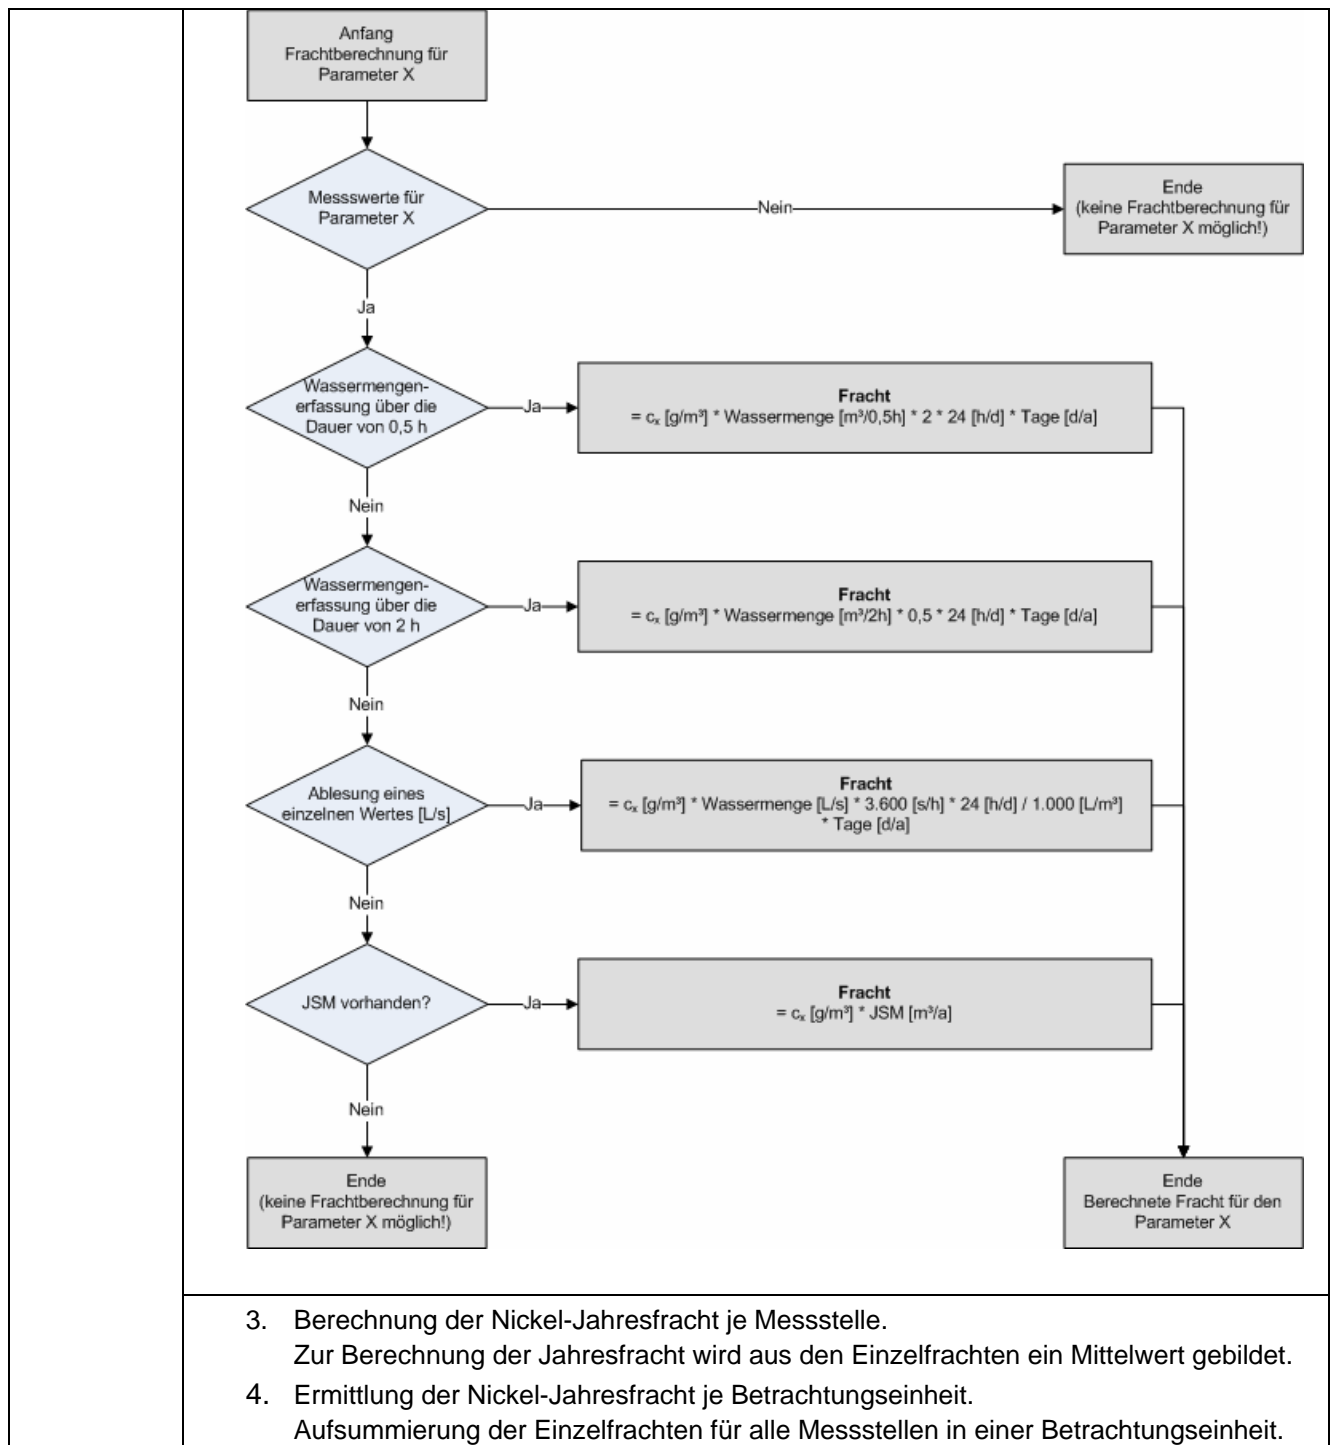 Anfang
Frachtberechnung für
Parameter X
Messswerte für
Parameter X
Nein
Ende
(keine Frachtberechnung für
Parameter X möglich!)
Ja
Wassermengen-
erfassung über die
Dauer von 0,5 h
Ja
Fracht
= cₓ [g/m³] * Wassermenge [m³/0,5h] * 2 * 24 [h/d] * Tage [d/a]
Nein
Wassermengen-
erfassung über die
Dauer von 2 h
Ja
Fracht
= cₓ [g/m³] * Wassermenge [m³/2h] * 0,5 * 24 [h/d] * Tage [d/a]
Nein
Ablesung eines
einzelnen Wertes [L/s]
Ja
Fracht
= cₓ [g/m³] * Wassermenge [L/s] * 3.600 [s/h] * 24 [h/d] / 1.000 [L/m³]
* Tage [d/a]
Nein
JSM vorhanden?
Ja
Fracht
= cₓ [g/m³] * JSM [m³/a]
Nein
Ende
(keine Frachtberechnung für
Parameter X möglich!)
Ende
Berechnete Fracht für den
Parameter X
3. Berechnung der Nickel-Jahresfracht je Messstelle.
Zur Berechnung der Jahresfracht wird aus den Einzelfrachten ein Mittelwert gebildet.
4. Ermittlung der Nickel-Jahresfracht je Betrachtungseinheit.
Aufsummierung der Einzelfrachten für alle Messstellen in einer Betrachtungseinheit.